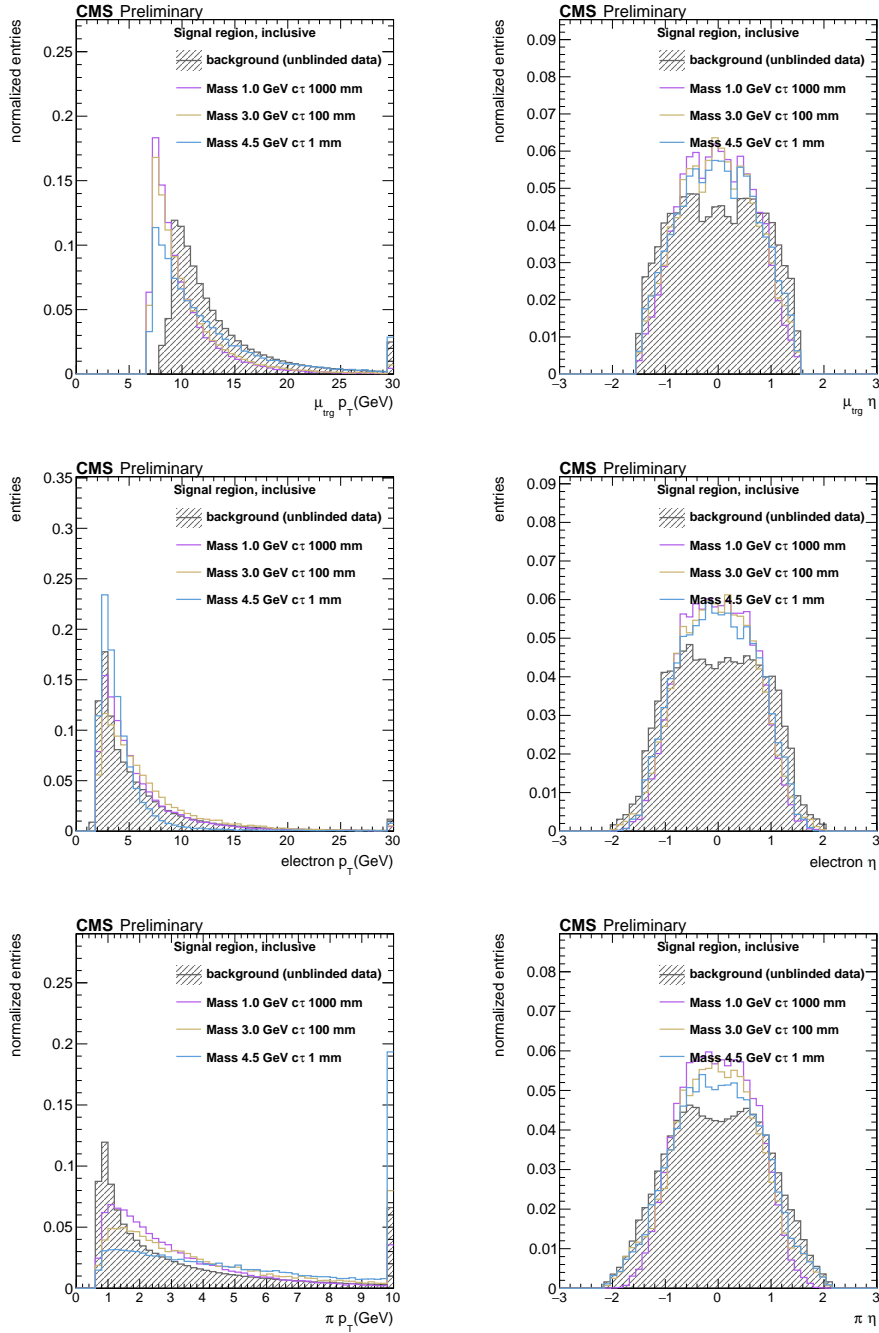 CMS Preliminary
Signal region, inclusive
background (unblinded data)
Mass 1.0 GeV cτ 1000 mm
Mass 3.0 GeV cτ 100 mm
Mass 4.5 GeV cτ 1 mm
normalized entries
0.25
0.2
0.15
0.1
0.05
0
0 5 10 15 20 25 30
μ_trg p_T(GeV)
CMS Preliminary
Signal region, inclusive
background (unblinded data)
Mass 1.0 GeV cτ 1000 mm
Mass 3.0 GeV cτ 100 mm
Mass 4.5 GeV cτ 1 mm
normalized entries
0.09
0.08
0.07
0.06
0.05
0.04
0.03
0.02
0.01
0
−3 −2 −1 0 1 2 3
μ_trg η
CMS Preliminary
Signal region, inclusive
background (unblinded data)
Mass 1.0 GeV cτ 1000 mm
Mass 3.0 GeV cτ 100 mm
Mass 4.5 GeV cτ 1 mm
entries
0.35
0.3
0.25
0.2
0.15
0.1
0.05
0
0 5 10 15 20 25 30
electron p_T(GeV)
CMS Preliminary
Signal region, inclusive
background (unblinded data)
Mass 1.0 GeV cτ 1000 mm
Mass 3.0 GeV cτ 100 mm
Mass 4.5 GeV cτ 1 mm
entries
0.09
0.08
0.07
0.06
0.05
0.04
0.03
0.02
0.01
0
−3 −2 −1 0 1 2 3
electron η
CMS Preliminary
Signal region, inclusive
background (unblinded data)
Mass 1.0 GeV cτ 1000 mm
Mass 3.0 GeV cτ 100 mm
Mass 4.5 GeV cτ 1 mm
normalized entries
0.25
0.2
0.15
0.1
0.05
0
0 1 2 3 4 5 6 7 8 9 10
π p_T(GeV)
CMS Preliminary
Signal region, inclusive
background (unblinded data)
Mass 1.0 GeV cτ 1000 mm
Mass 3.0 GeV cτ 100 mm
Mass 4.5 GeV cτ 1 mm
normalized entries
0.08
0.07
0.06
0.05
0.04
0.03
0.02
0.01
0
−3 −2 −1 0 1 2 3
π η